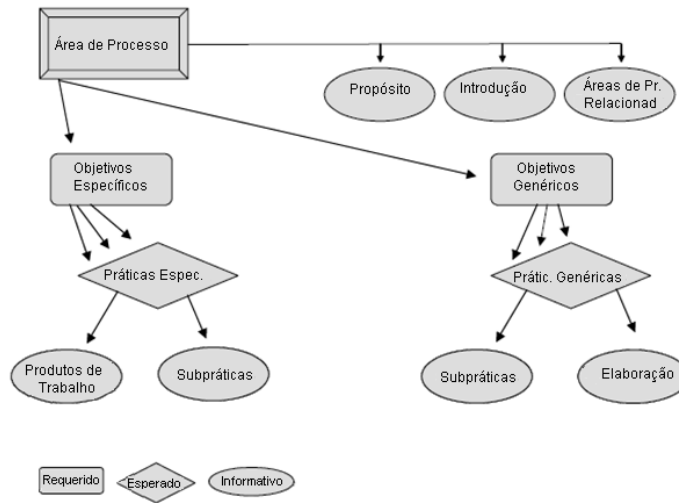 Área de Processo
Propósito
Introdução
Áreas de Pr.
Relacionad
Objetivos
Específicos
Objetivos
Genéricos
Práticas Espec.
Prátic. Genéricas
Produtos de
Trabalho
Subpráticas
Subpráticas
Elaboração
Requerido
Esperado
Informativo